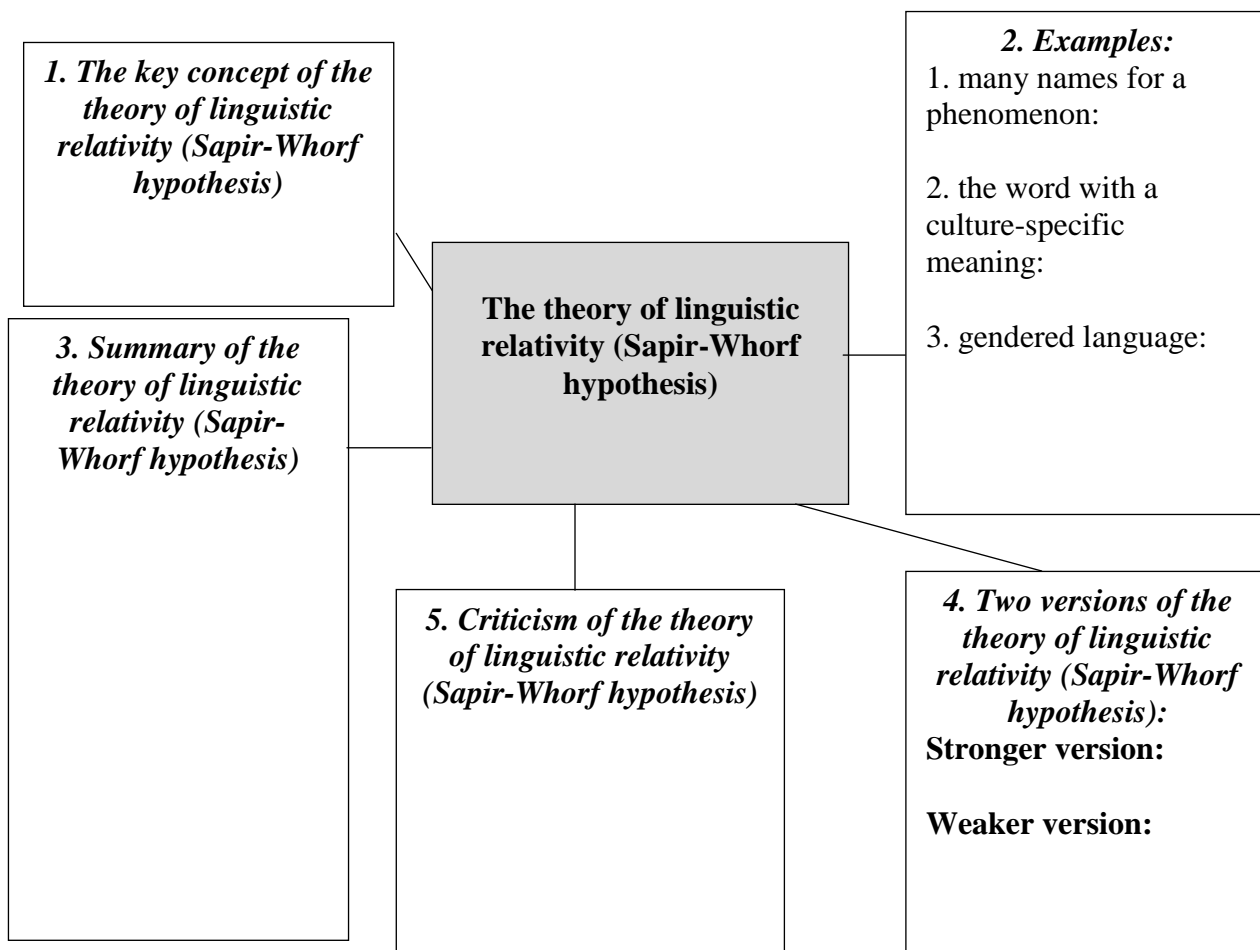 1. The key concept of the
theory of linguistic
relativity (Sapir-Whorf
hypothesis)
2. Examples:
1. many names for a
phenomenon:
2. the word with a
culture-specific
meaning:
3. gendered language:
The theory of linguistic
relativity (Sapir-Whorf
hypothesis)
3. Summary of the
theory of linguistic
relativity (Sapir-
Whorf hypothesis)
4. Two versions of the
theory of linguistic
relativity (Sapir-Whorf
hypothesis):
Stronger version:
Weaker version:
5. Criticism of the theory
of linguistic relativity
(Sapir-Whorf hypothesis)